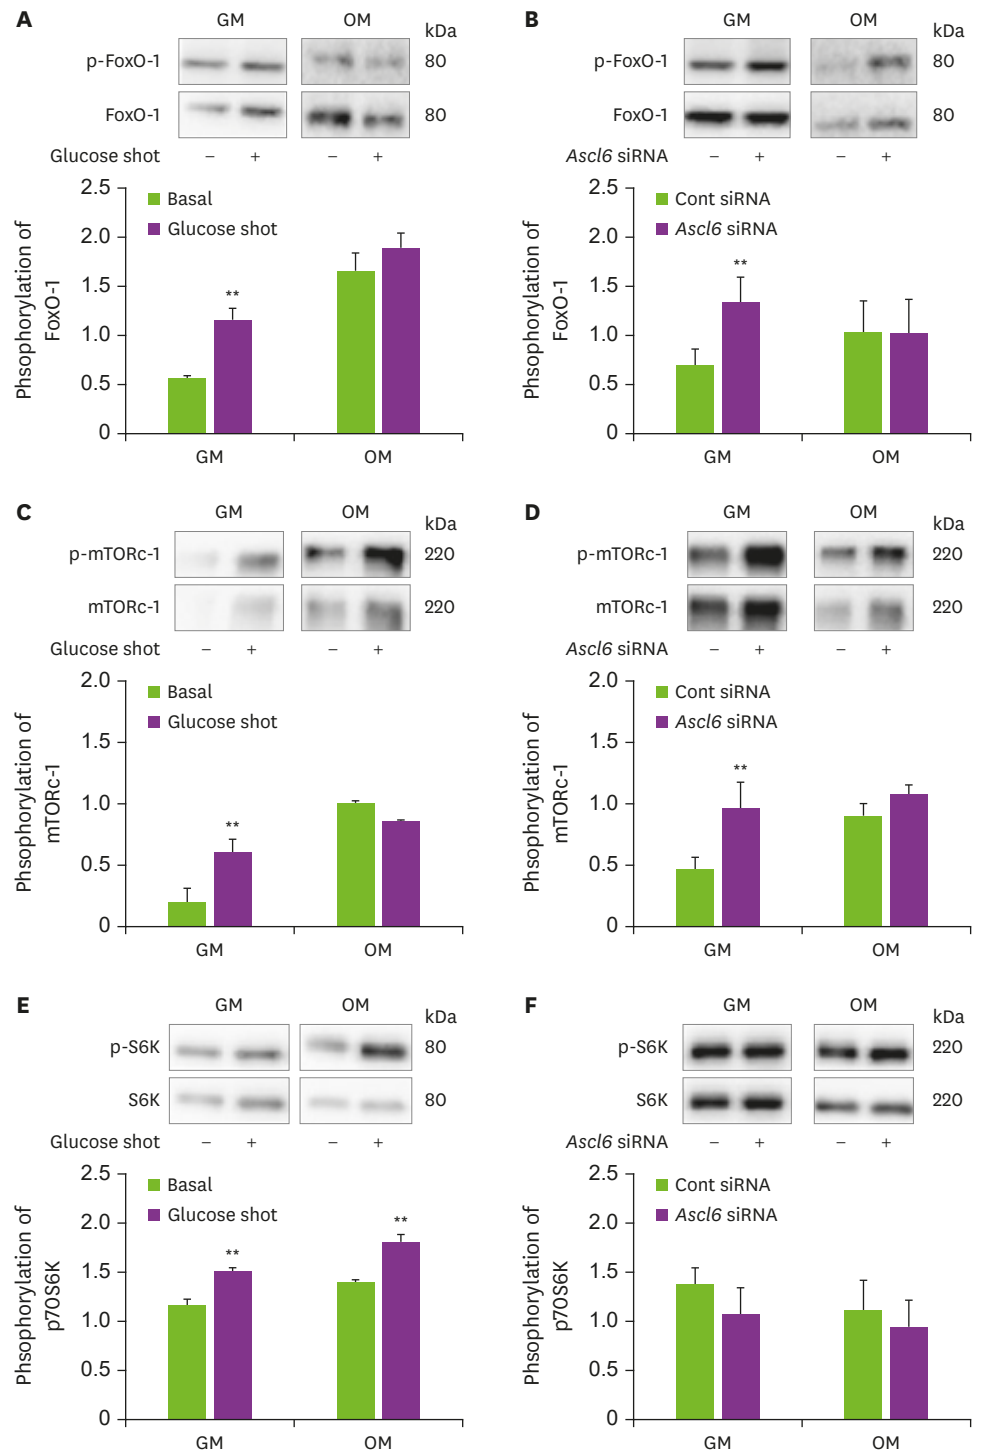 A
GM OM
kDa
p-FoxO-1 80
FoxO-1 80
Glucose shot – + – +
2.5
2.0
1.5
1.0
0.5
0
Phsophorylation of
FoxO-1
Basal
Glucose shot
**
GM OM
B
GM OM
kDa
p-FoxO-1 80
FoxO-1 80
Ascl6 siRNA – + – +
2.5
2.0
1.5
1.0
0.5
0
Phsophorylation of
FoxO-1
Cont siRNA
Ascl6 siRNA
**
GM OM
C
GM OM
kDa
p-mTORc-1 220
mTORc-1 220
Glucose shot – + – +
2.0
1.5
1.0
0.5
0
Phsophorylation of
mTORc-1
Basal
Glucose shot
**
GM OM
D
GM OM
kDa
p-mTORc-1 220
mTORc-1 220
Ascl6 siRNA – + – +
2.0
1.5
1.0
0.5
0
Phsophorylation of
mTORc-1
Cont siRNA
Ascl6 siRNA
**
GM OM
E
GM OM
kDa
p-S6K 80
S6K 80
Glucose shot – + – +
2.5
2.0
1.5
1.0
0.5
0
Phsophorylation of
p70S6K
Basal
Glucose shot
**
**
GM OM
F
GM OM
kDa
p-S6K 220
S6K 220
Ascl6 siRNA – + – +
2.5
2.0
1.5
1.0
0.5
0
Phsophorylation of
p70S6K
Cont siRNA
Ascl6 siRNA
GM OM